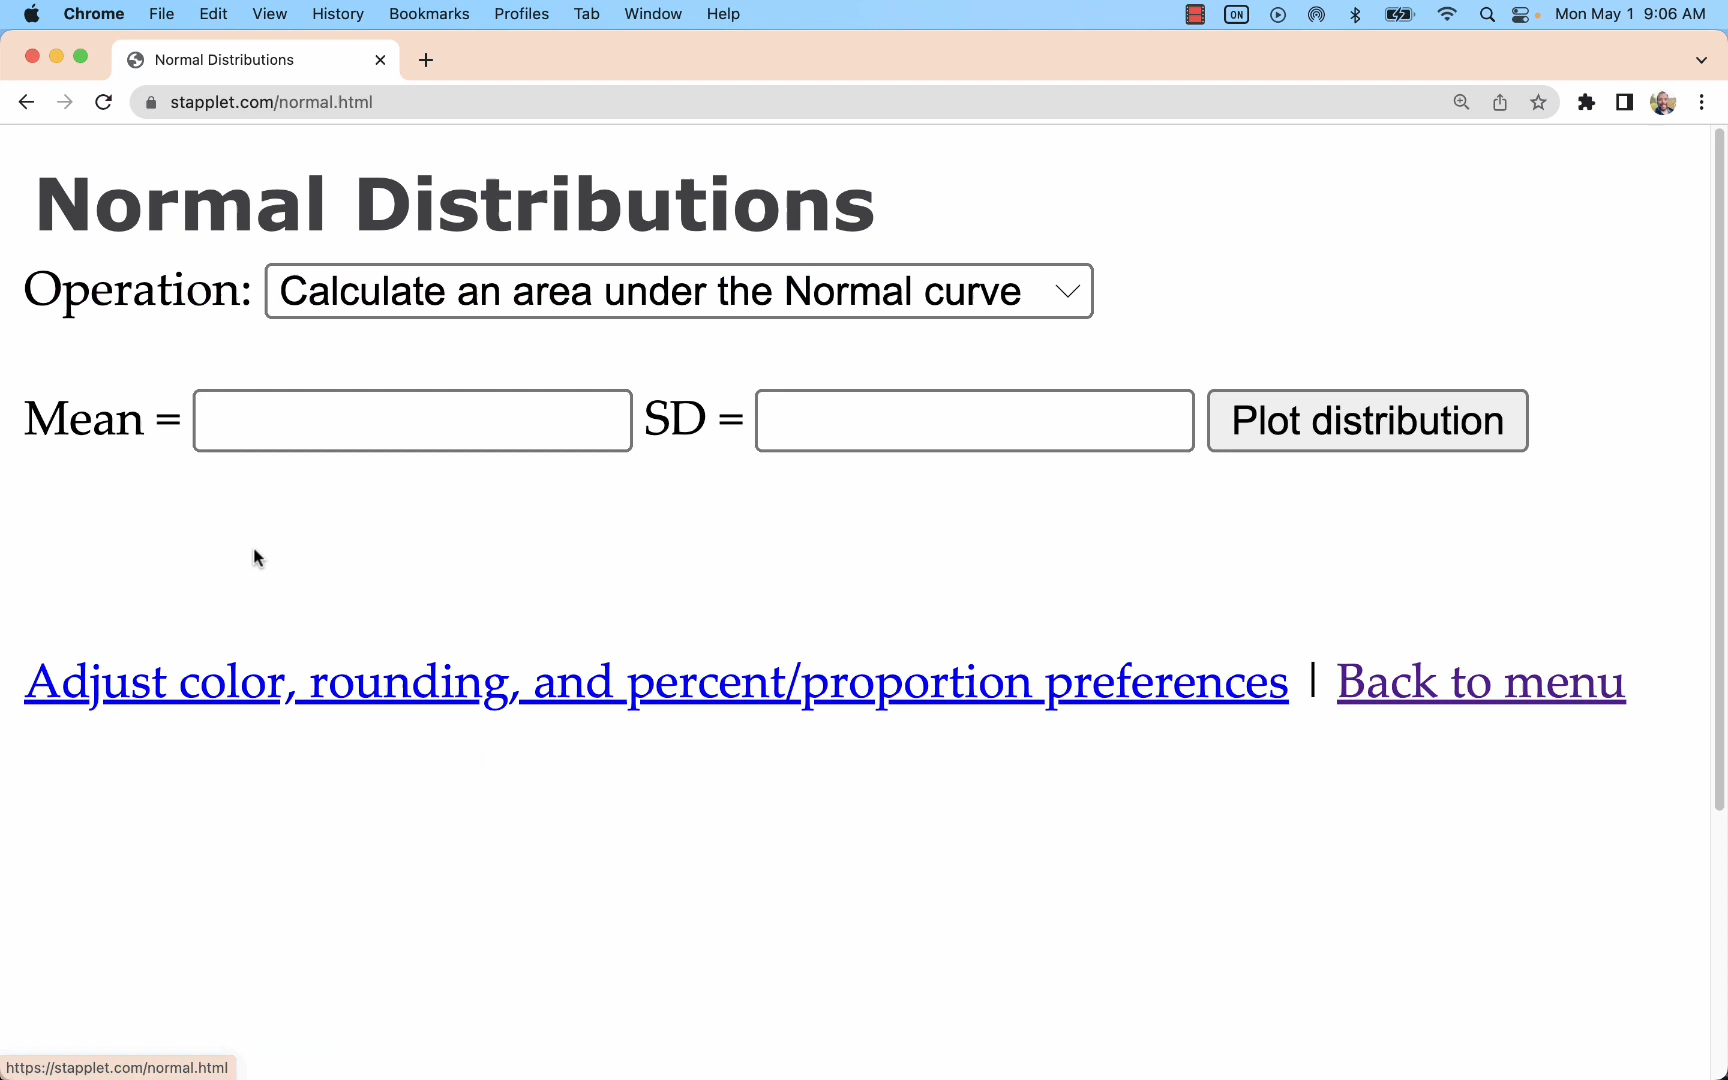 Chrome File Edit View History Bookmarks Profiles Tab Window Help ON Mon May 1 9:06 AM
Normal Distributions
stapplet.com/normal.html
Normal Distributions
Operation: Calculate an area under the Normal curve
Mean = SD = Plot distribution
Adjust color, rounding, and percent/proportion preferences | Back to menu
https://stapplet.com/normal.html